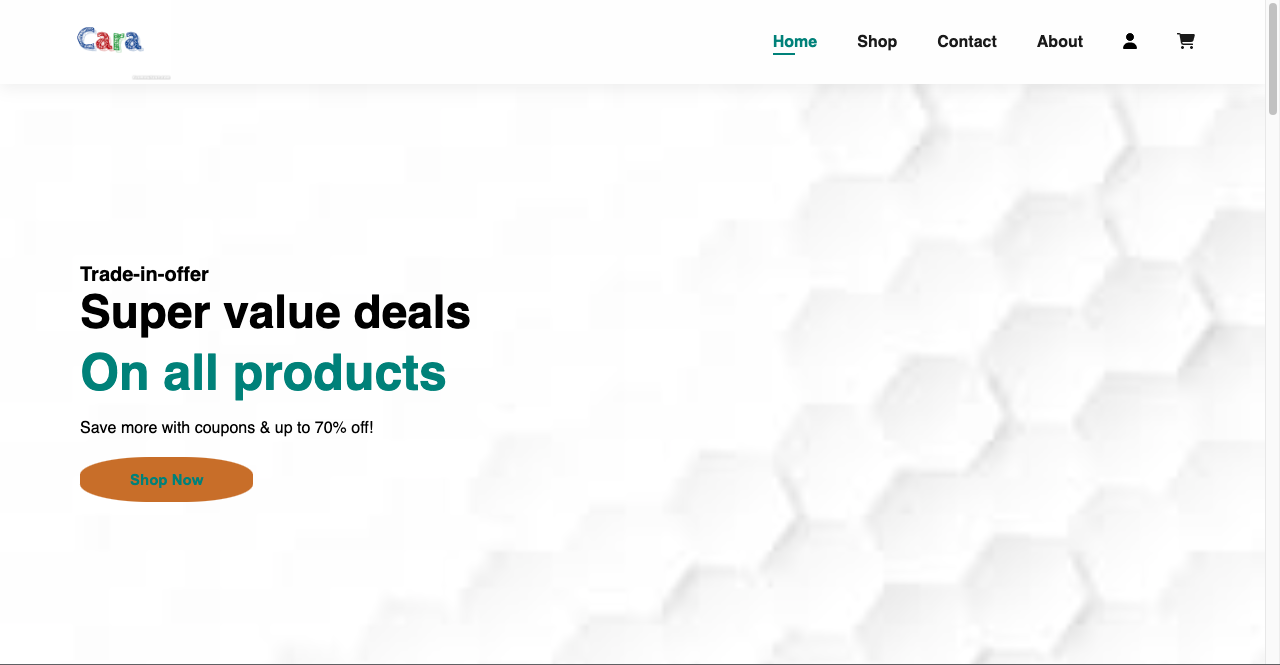 Cara
Home Shop Contact About
Trade-in-offer
Super value deals
On all products
Save more with coupons & up to 70% off!
Shop Now